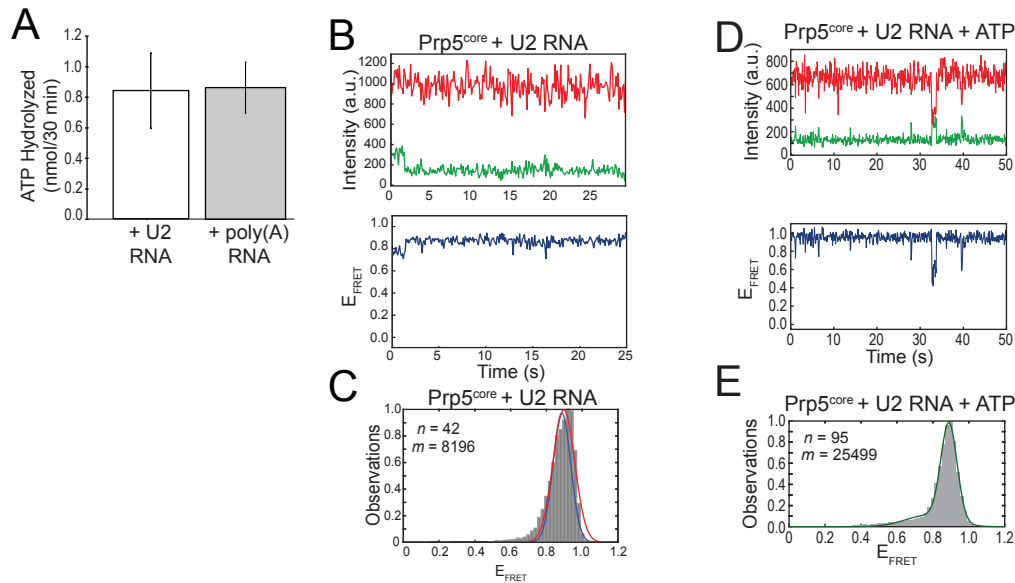 A
ATP Hydrolyzed
(nmol/30 min)
1.2
1.0
0.8
0.6
0.4
0.2
0.0
+ U2
RNA
+ poly(A)
RNA
B
Prp5core + U2 RNA
Intensity (a.u.)
1200
1000
800
600
400
200
0
0 5 10 15 20 25
EFRET
1.0
0.8
0.6
0.4
0.2
0.0
0 5 10 15 20 25
Time (s)
C
Prp5core + U2 RNA
n = 42
m = 8196
Observations
1.0
0.8
0.6
0.4
0.2
0
0 0.2 0.4 0.6 0.8 1.0 1.2
EFRET
D
Prp5core + U2 RNA + ATP
Intensity (a.u.)
800
600
400
200
0
0 10 20 30 40 50
EFRET
1.0
0.8
0.6
0.4
0.2
0.0
0 10 20 30 40 50
Time (s)
E
Prp5core + U2 RNA + ATP
n = 95
m = 25499
Observations
1.0
0.8
0.6
0.4
0.2
0
0 0.2 0.4 0.6 0.8 1.0 1.2
EFRET